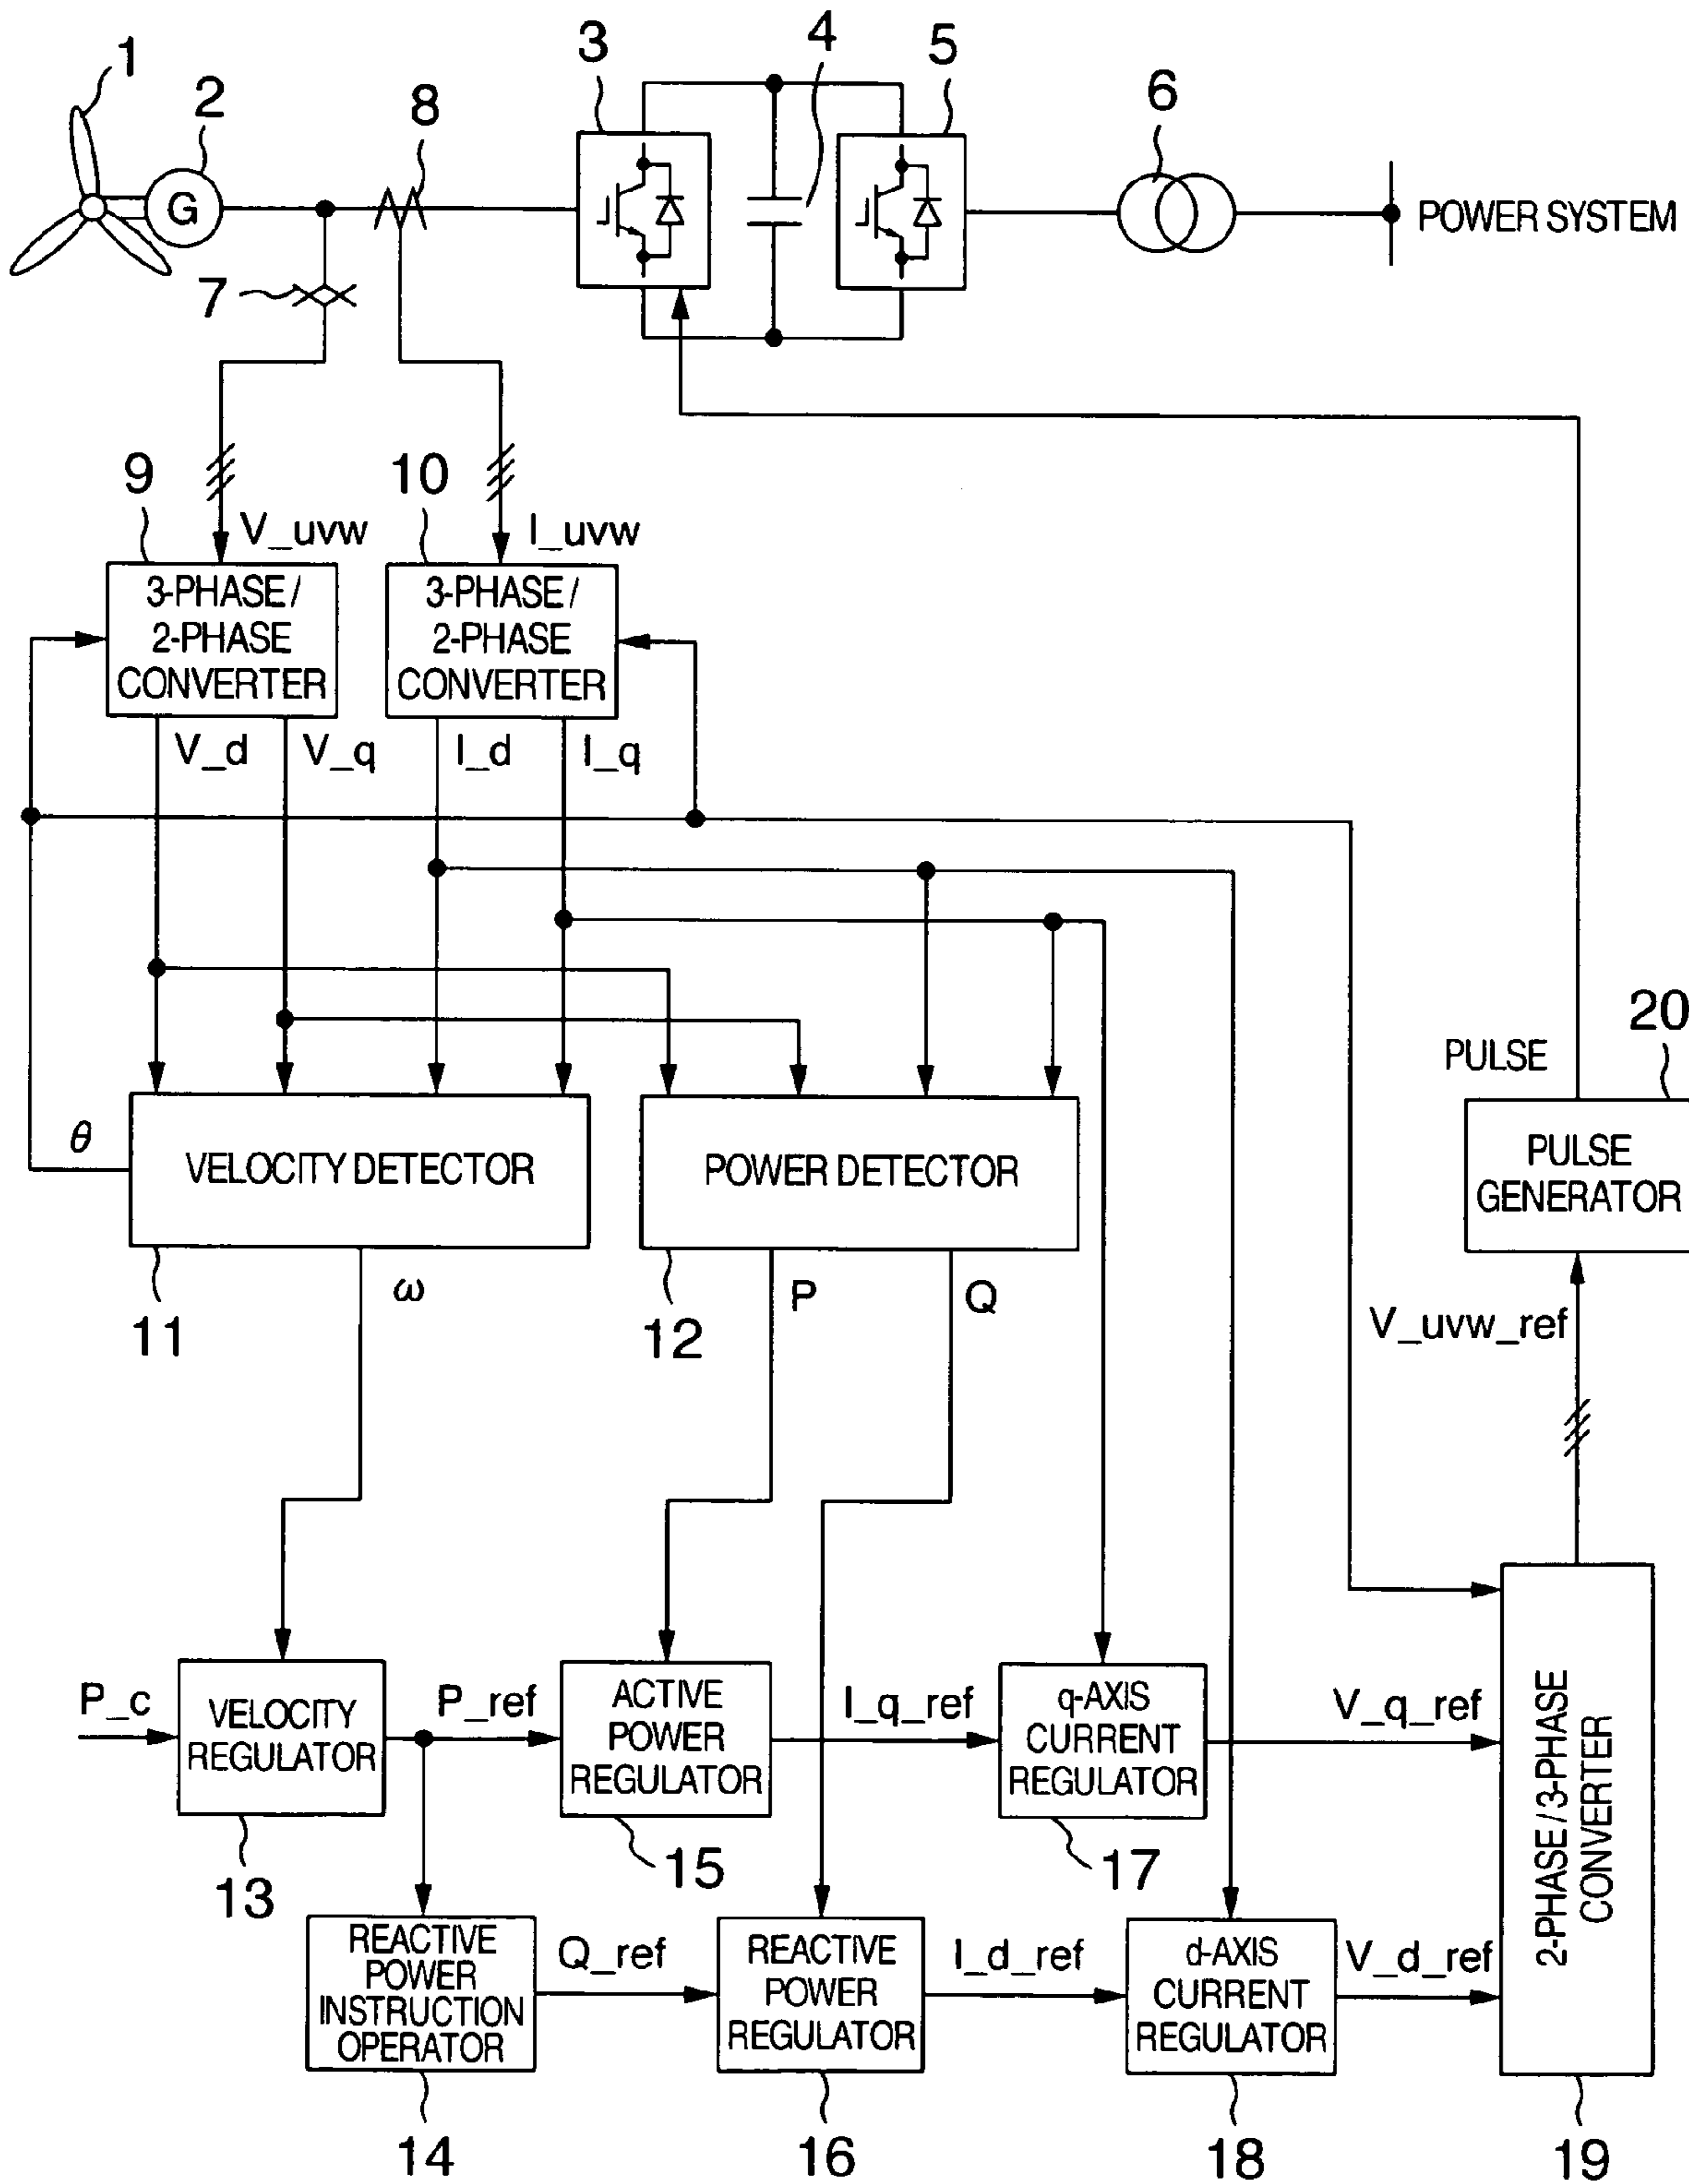 1
2
8
3
4
5
6
G
POWER SYSTEM
7
9
10
V_uvw
I_uvw
3-PHASE/
2-PHASE
CONVERTER
3-PHASE/
2-PHASE
CONVERTER
V_d
V_q
I_d
I_q
20
PULSE
θ
VELOCITY DETECTOR
POWER DETECTOR
PULSE
GENERATOR
11
ω
12
P
Q
V_uvw_ref
P_c
VELOCITY
REGULATOR
P_ref
ACTIVE
POWER
REGULATOR
I_q_ref
q-AXIS
CURRENT
REGULATOR
V_q_ref
2-PHASE/3-PHASE
CONVERTER
13
15
17
REACTIVE
POWER
INSTRUCTION
OPERATOR
Q_ref
REACTIVE
POWER
REGULATOR
I_d_ref
d-AXIS
CURRENT
REGULATOR
V_d_ref
14
16
18
19